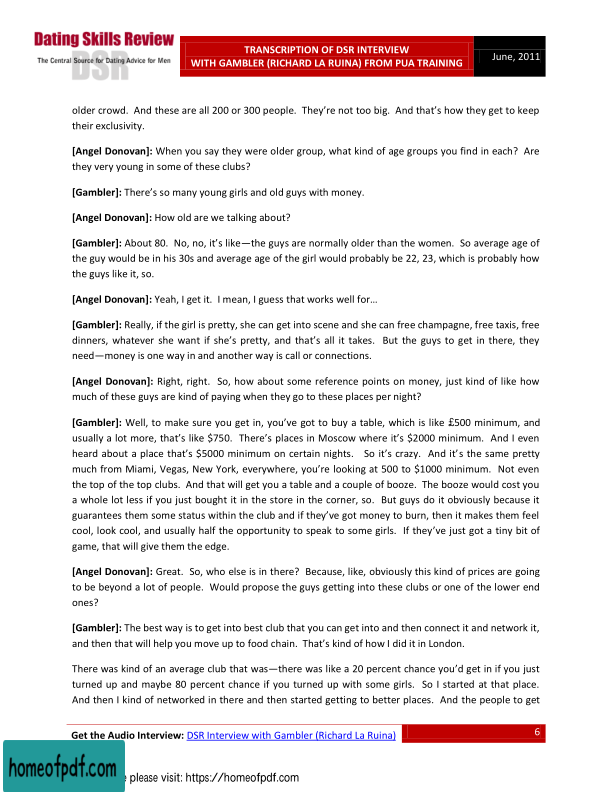 Dating Skills Review
The Central Source for Dating Advice for Men
DSR
TRANSCRIPTION OF DSR INTERVIEW
WITH GAMBLER (RICHARD LA RUINA) FROM PUA TRAINING
June, 2011
older crowd.  And these are all 200 or 300 people.  They're not too big.  And that's how they get to keep
their exclusivity.
[Angel Donovan]: When you say they were older group, what kind of age groups you find in each?  Are
they very young in some of these clubs?
[Gambler]: There's so many young girls and old guys with money.
[Angel Donovan]: How old are we talking about?
[Gambler]: About 80.  No, no, it's like—the guys are normally older than the women.  So average age of
the guy would be in his 30s and average age of the girl would probably be 22, 23, which is probably how
the guys like it, so.
[Angel Donovan]: Yeah, I get it.  I mean, I guess that works well for…
[Gambler]: Really, if the girl is pretty, she can get into scene and she can free champagne, free taxis, free
dinners, whatever she want if she's pretty, and that's all it takes.  But the guys to get in there, they
need—money is one way in and another way is call or connections.
[Angel Donovan]: Right, right.  So, how about some reference points on money, just kind of like how
much of these guys are kind of paying when they go to these places per night?
[Gambler]: Well, to make sure you get in, you've got to buy a table, which is like £500 minimum, and
usually a lot more, that's like $750.  There's places in Moscow where it's $2000 minimum.  And I even
heard about a place that's $5000 minimum on certain nights.  So it's crazy.  And it's the same pretty
much from Miami, Vegas, New York, everywhere, you're looking at 500 to $1000 minimum.  Not even
the top of the top clubs.  And that will get you a table and a couple of booze.  The booze would cost you
a whole lot less if you just bought it in the store in the corner, so.  But guys do it obviously because it
guarantees them some status within the club and if they've got money to burn, then it makes them feel
cool, look cool, and usually half the opportunity to speak to some girls.  If they've just got a tiny bit of
game, that will give them the edge.
[Angel Donovan]: Great.  So, who else is in there?  Because, like, obviously this kind of prices are going
to be beyond a lot of people.  Would propose the guys getting into these clubs or one of the lower end
ones?
[Gambler]: The best way is to get into best club that you can get into and then connect it and network it,
and then that will help you move up to food chain.  That's kind of how I did it in London.
There was kind of an average club that was—there was like a 20 percent chance you'd get in if you just
turned up and maybe 80 percent chance if you turned up with some girls.  So I started at that place.
And then I kind of networked in there and then started getting to better places.  And the people to get
Get the Audio Interview: DSR Interview with Gambler (Richard La Ruina)
6
homeofpdf.com
e please visit: https://homeofpdf.com